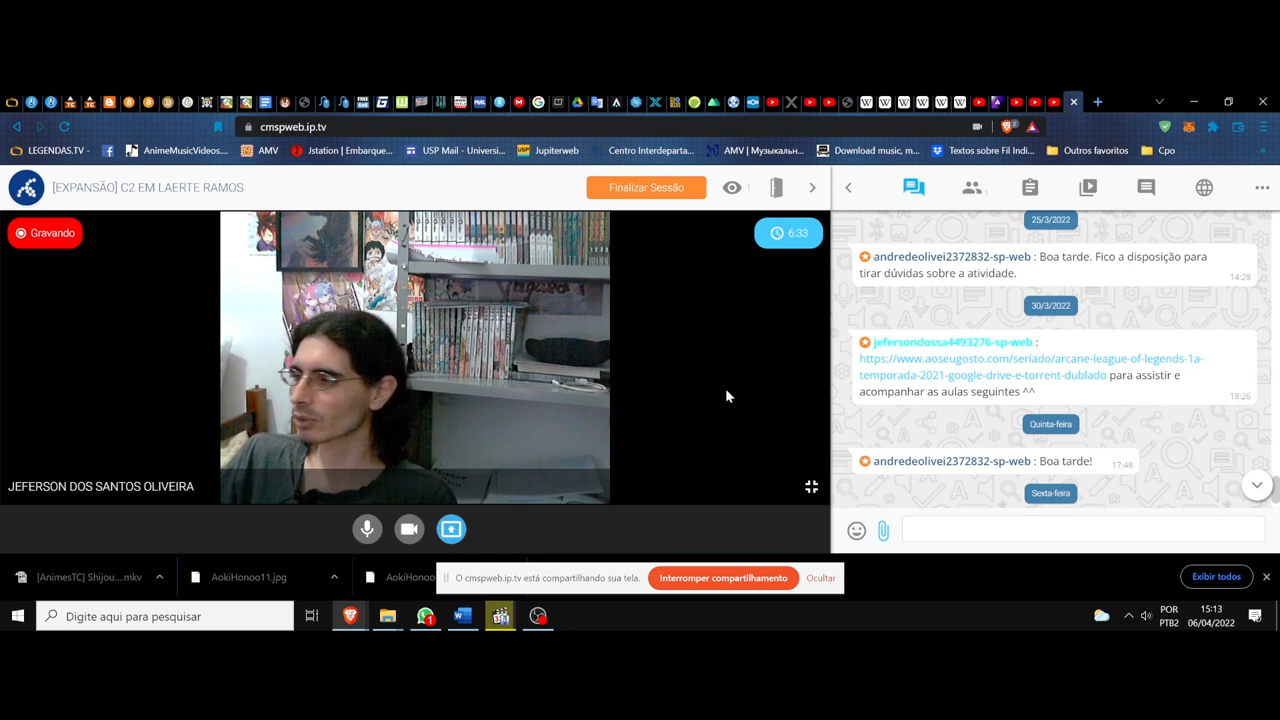 cmspweb.ip.tv
2
LEGENDAS.TV -
AnimeMusicVideos...
AMV
Jstation | Embarque...
USP Mail - Universi...
Jupiterweb
Centro Interdeparta...
AMV | Музыкальн...
Download music, m...
Textos sobre Fil Indi...
Outros favoritos
Cpo
[EXPANSÃO] C2 EM LAERTE RAMOS
Finalizar Sessão
1
1
Gravando
6:33
JEFERSON DOS SANTOS OLIVEIRA
25/3/2022
andredeolivei2372832-sp-web : Boa tarde. Fico a disposição para
tirar dúvidas sobre a atividade.
14:28
30/3/2022
jefersondossa4493276-sp-web :
https://www.aoseugosto.com/seriado/arcane-league-of-legends-1a-
temporada-2021-google-drive-e-torrent-dublado para assistir e
acompanhar as aulas seguintes ^^
18:26
Quinta-feira
andredeolivei2372832-sp-web : Boa tarde!
17:48
Sexta-feira
[AnimesTC] Shijou....mkv
AokiHonoo11.jpg
AokiHonoo
O cmspweb.ip.tv está compartilhando sua tela.
Interromper compartilhamento
Ocultar
Exibir todos
Digite aqui para pesquisar
1
POR
PTB2
15:13
06/04/2022